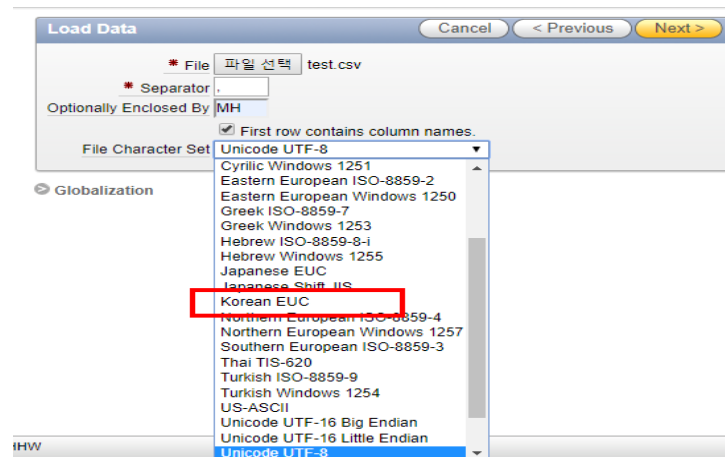 Load Data
Cancel < Previous Next >
* File 파일 선택 test.csv
* Separator ,
Optionally Enclosed By MH
First row contains column names.
File Character Set Unicode UTF-8
Cyrilic Windows 1251
Eastern European ISO-8859-2
Eastern European Windows 1250
Globalization
Greek ISO-8859-7
Greek Windows 1253
Hebrew ISO-8859-8-i
Hebrew Windows 1255
Japanese EUC
Japanese Shift JIS
Korean EUC
Northern European ISO-8859-4
Northern European Windows 1257
Southern European ISO-8859-3
Thai TIS-620
Turkish ISO-8859-9
Turkish Windows 1254
US-ASCII
Unicode UTF-16 Big Endian
Unicode UTF-16 Little Endian
HHW
Unicode UTF-8